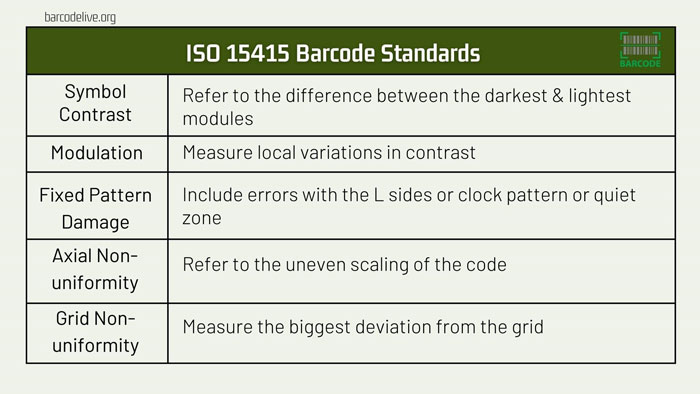 barcodelive.org
ISO 15415 Barcode Standards
BARCODE
Symbol
Contrast
Refer to the difference between the darkest & lightest
modules
Modulation
Measure local variations in contrast
Fixed Pattern
Damage
Include errors with the L sides or clock pattern or quiet
zone
Axial Non-
uniformity
Refer to the uneven scaling of the code
Grid Non-
uniformity
Measure the biggest deviation from the grid